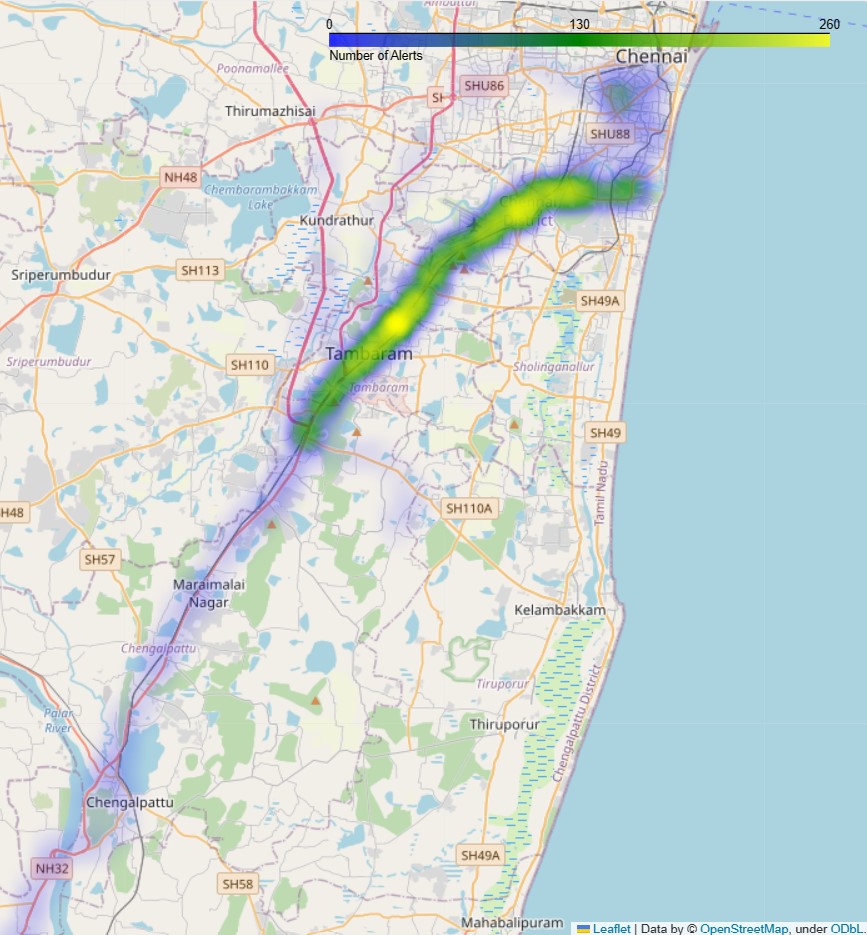 Ambattur
0 130 260
Number of Alerts
Poonamallee
Chennai
SHU86
Thirumazhisai
SHU88
NH48
Chembarambakkam
Lake
Kundrathur
District
Sriperumbudur
SH113
SH49A
Tambaram
Sriperumbudur
SH110
Sholinganallur
Tambaram
SH49
Tamil Nadu
H48
SH110A
SH57
Maraimalai
Nagar
Kelambakkam
Chengalpattu
Tiruporur
Palar
River
Thiruporur
Chengalpattu District
Chengalpattu
NH32
SH49A
SH58
Mahabalipuram
Leaflet | Data by © OpenStreetMap, under ODbL.